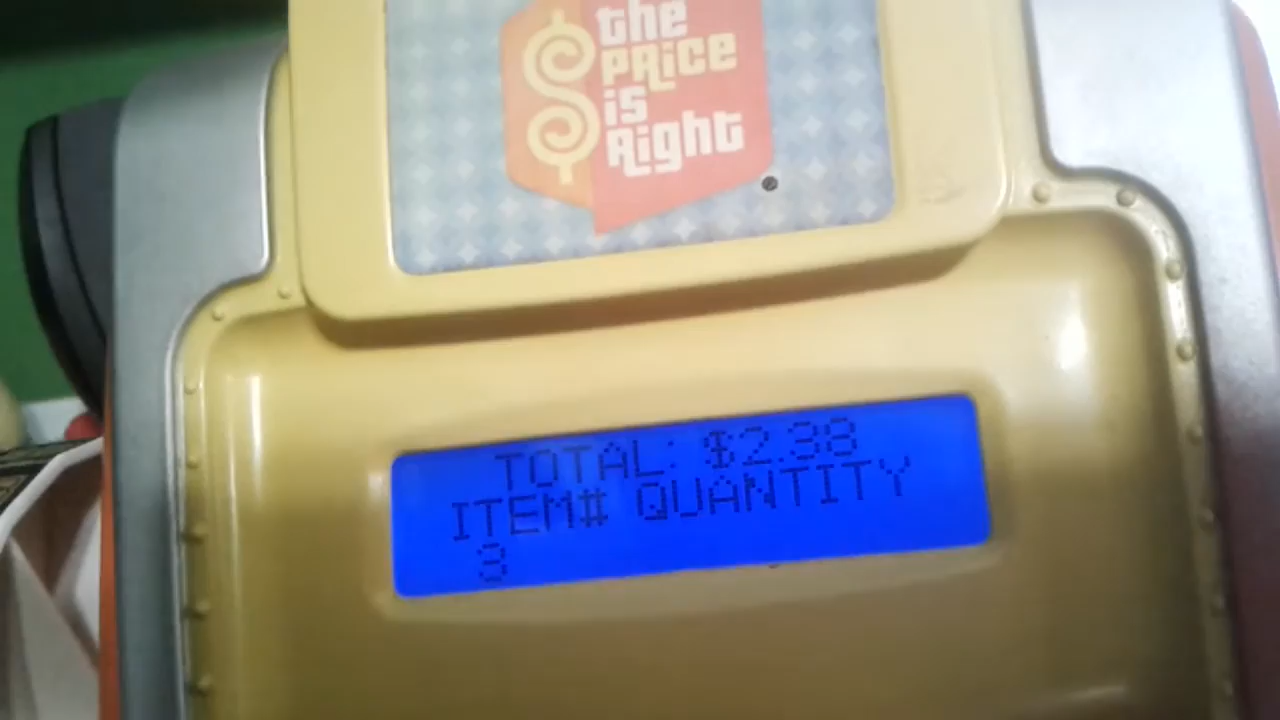 the
PRice
is
Right
TOTAL: $2.38
ITEM# QUANTITY
3